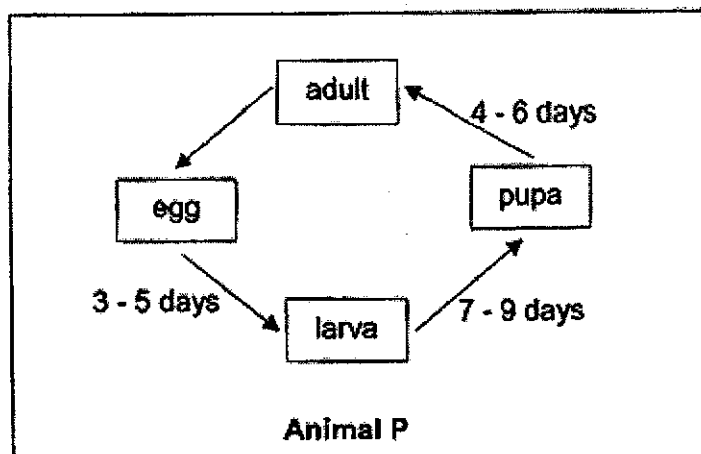 adult
4 - 6 days
egg
pupa
3 - 5 days
larva
7 - 9 days
Animal P